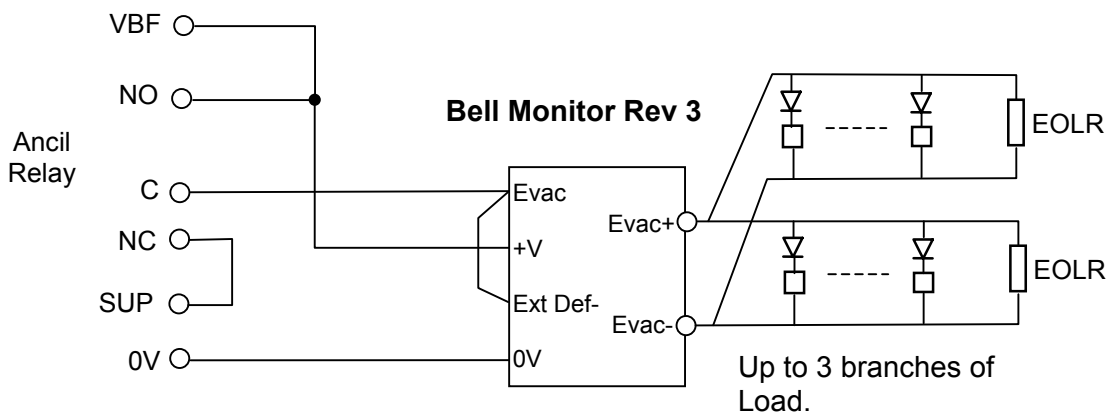 VBF
NO
Ancil
Relay
C
NC
SUP
0V
Bell Monitor Rev 3
Evac
+V
Ext Def-
0V
Evac+
Evac-
EOLR
EOLR
Up to 3 branches of
Load.